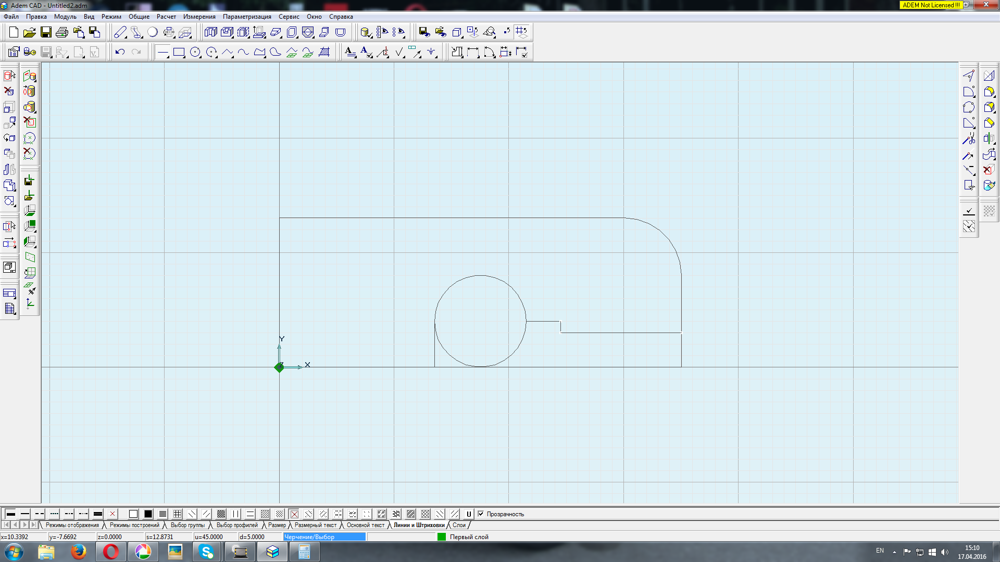 Adem CAD - Untitled2.adm
ADEM Not Licensed !!!
Файл Правка Модуль Вид Режим Общие Расчет Измерения Параметризация Сервис Окно Справка
Y
Z X
U Прозрачность
Режимы отображения Режимы построений Выбор группы Выбор профилей Размер Размерный текст Основной текст Линии и Штриховки Слои
x=10.3392 y=-7.6692 z=0.0000 s=12.8731 u=45.0000 d=5.0000 Черчение/Выбор Первый слой
EN 15:10
17.04.2016